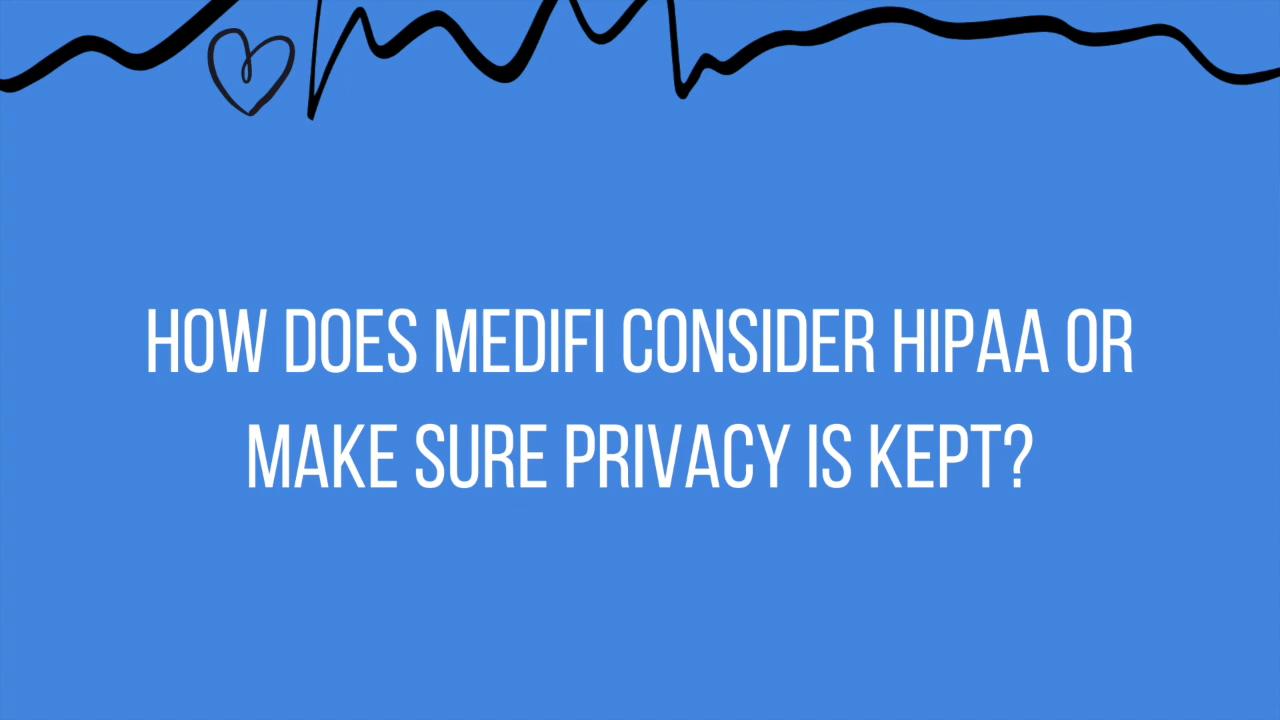 HOW DOES MEDIFI CONSIDER HIPAA OR
MAKE SURE PRIVACY IS KEPT?